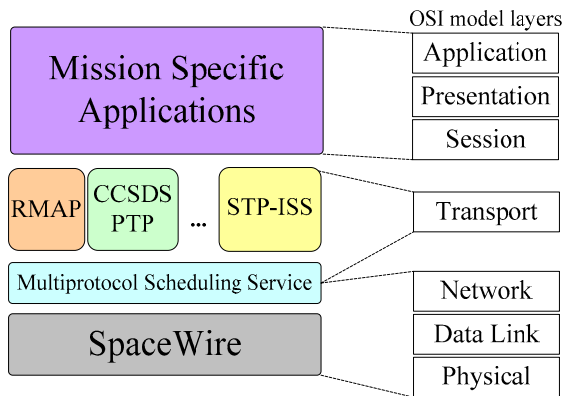 OSI model layers
Mission Specific
Applications
Application
Presentation
Session
RMAP
CCSDS
PTP
...
STP-ISS
Transport
Multiprotocol Scheduling Service
SpaceWire
Network
Data Link
Physical